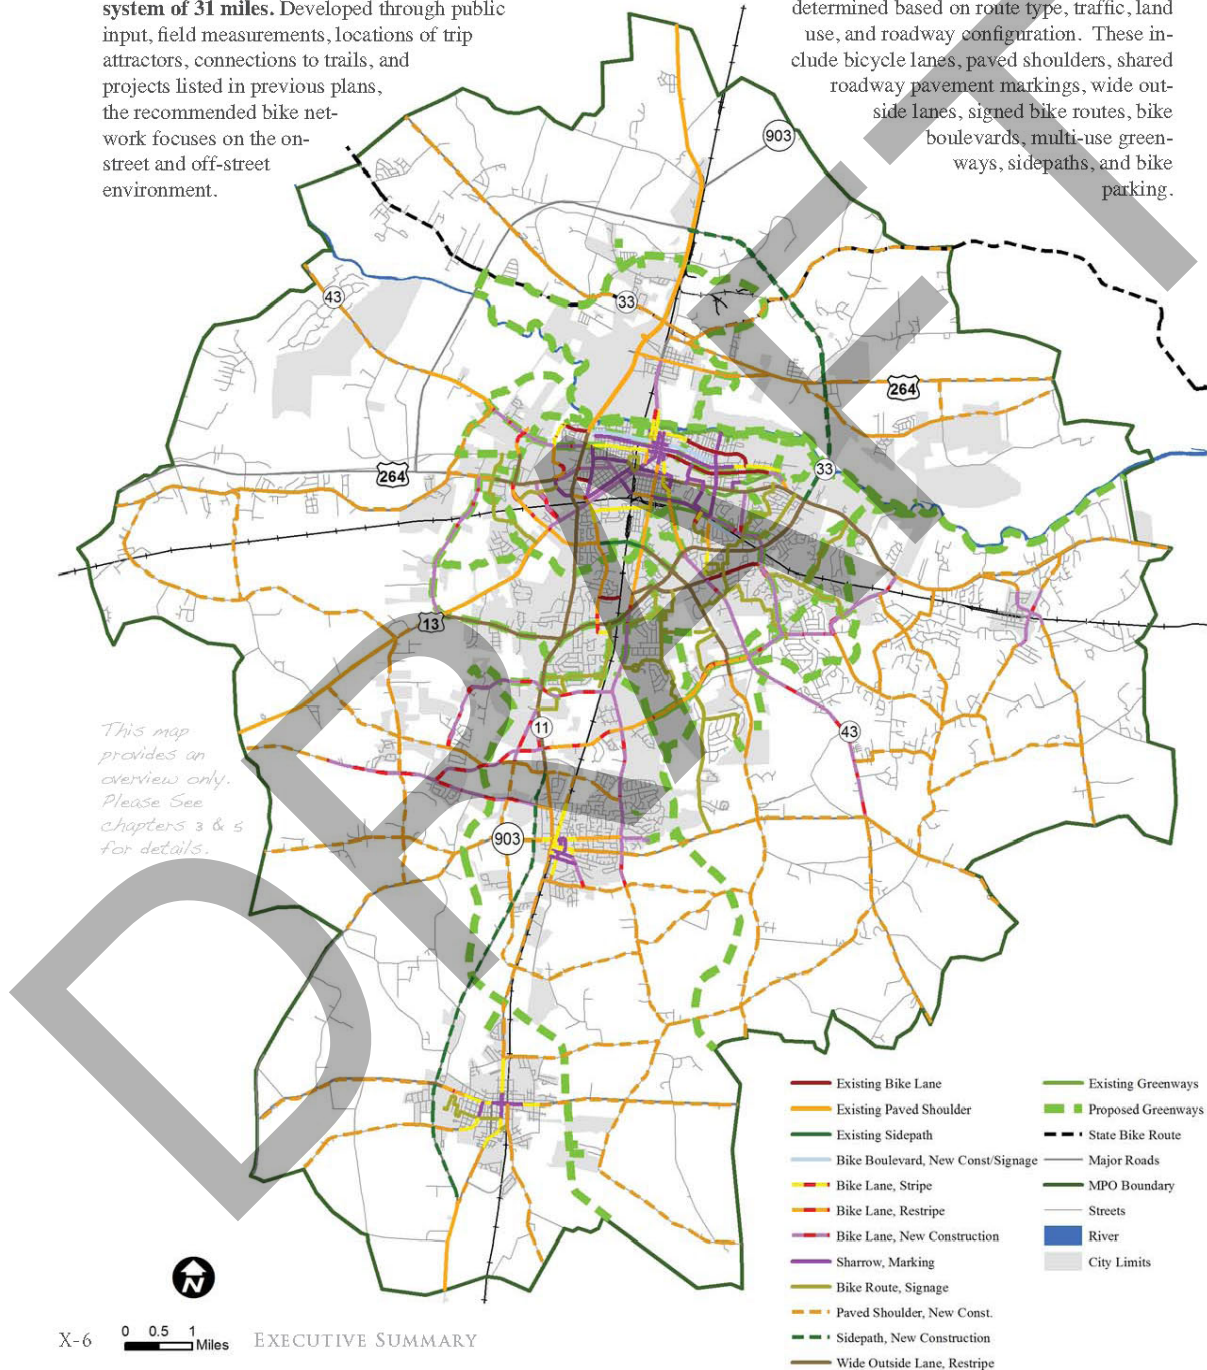 system of 31 miles. Developed through public
input, field measurements, locations of trip
attractors, connections to trails, and
projects listed in previous plans,
the recommended bike net-
work focuses on the on-
street and off-street
environment.
determined based on route type, traffic, land
use, and roadway configuration. These in-
clude bicycle lanes, paved shoulders, shared
roadway pavement markings, wide out-
side lanes, signed bike routes, bike
boulevards, multi-use green-
ways, sidepaths, and bike
parking.
903
43
33
264
264
33
13
11
43
903
This map
provides an
overview only.
Please See
chapters 3 & 5
for details.
DRAFT
Existing Bike Lane
Existing Paved Shoulder
Existing Sidepath
Bike Boulevard, New Const/Signage
Bike Lane, Stripe
Bike Lane, Restripe
Bike Lane, New Construction
Sharrow, Marking
Bike Route, Signage
Paved Shoulder, New Const.
Sidepath, New Construction
Wide Outside Lane, Restripe
Existing Greenways
Proposed Greenways
State Bike Route
Major Roads
MPO Boundary
Streets
River
City Limits
N
0 0.5 1
Miles
X-6 EXECUTIVE SUMMARY